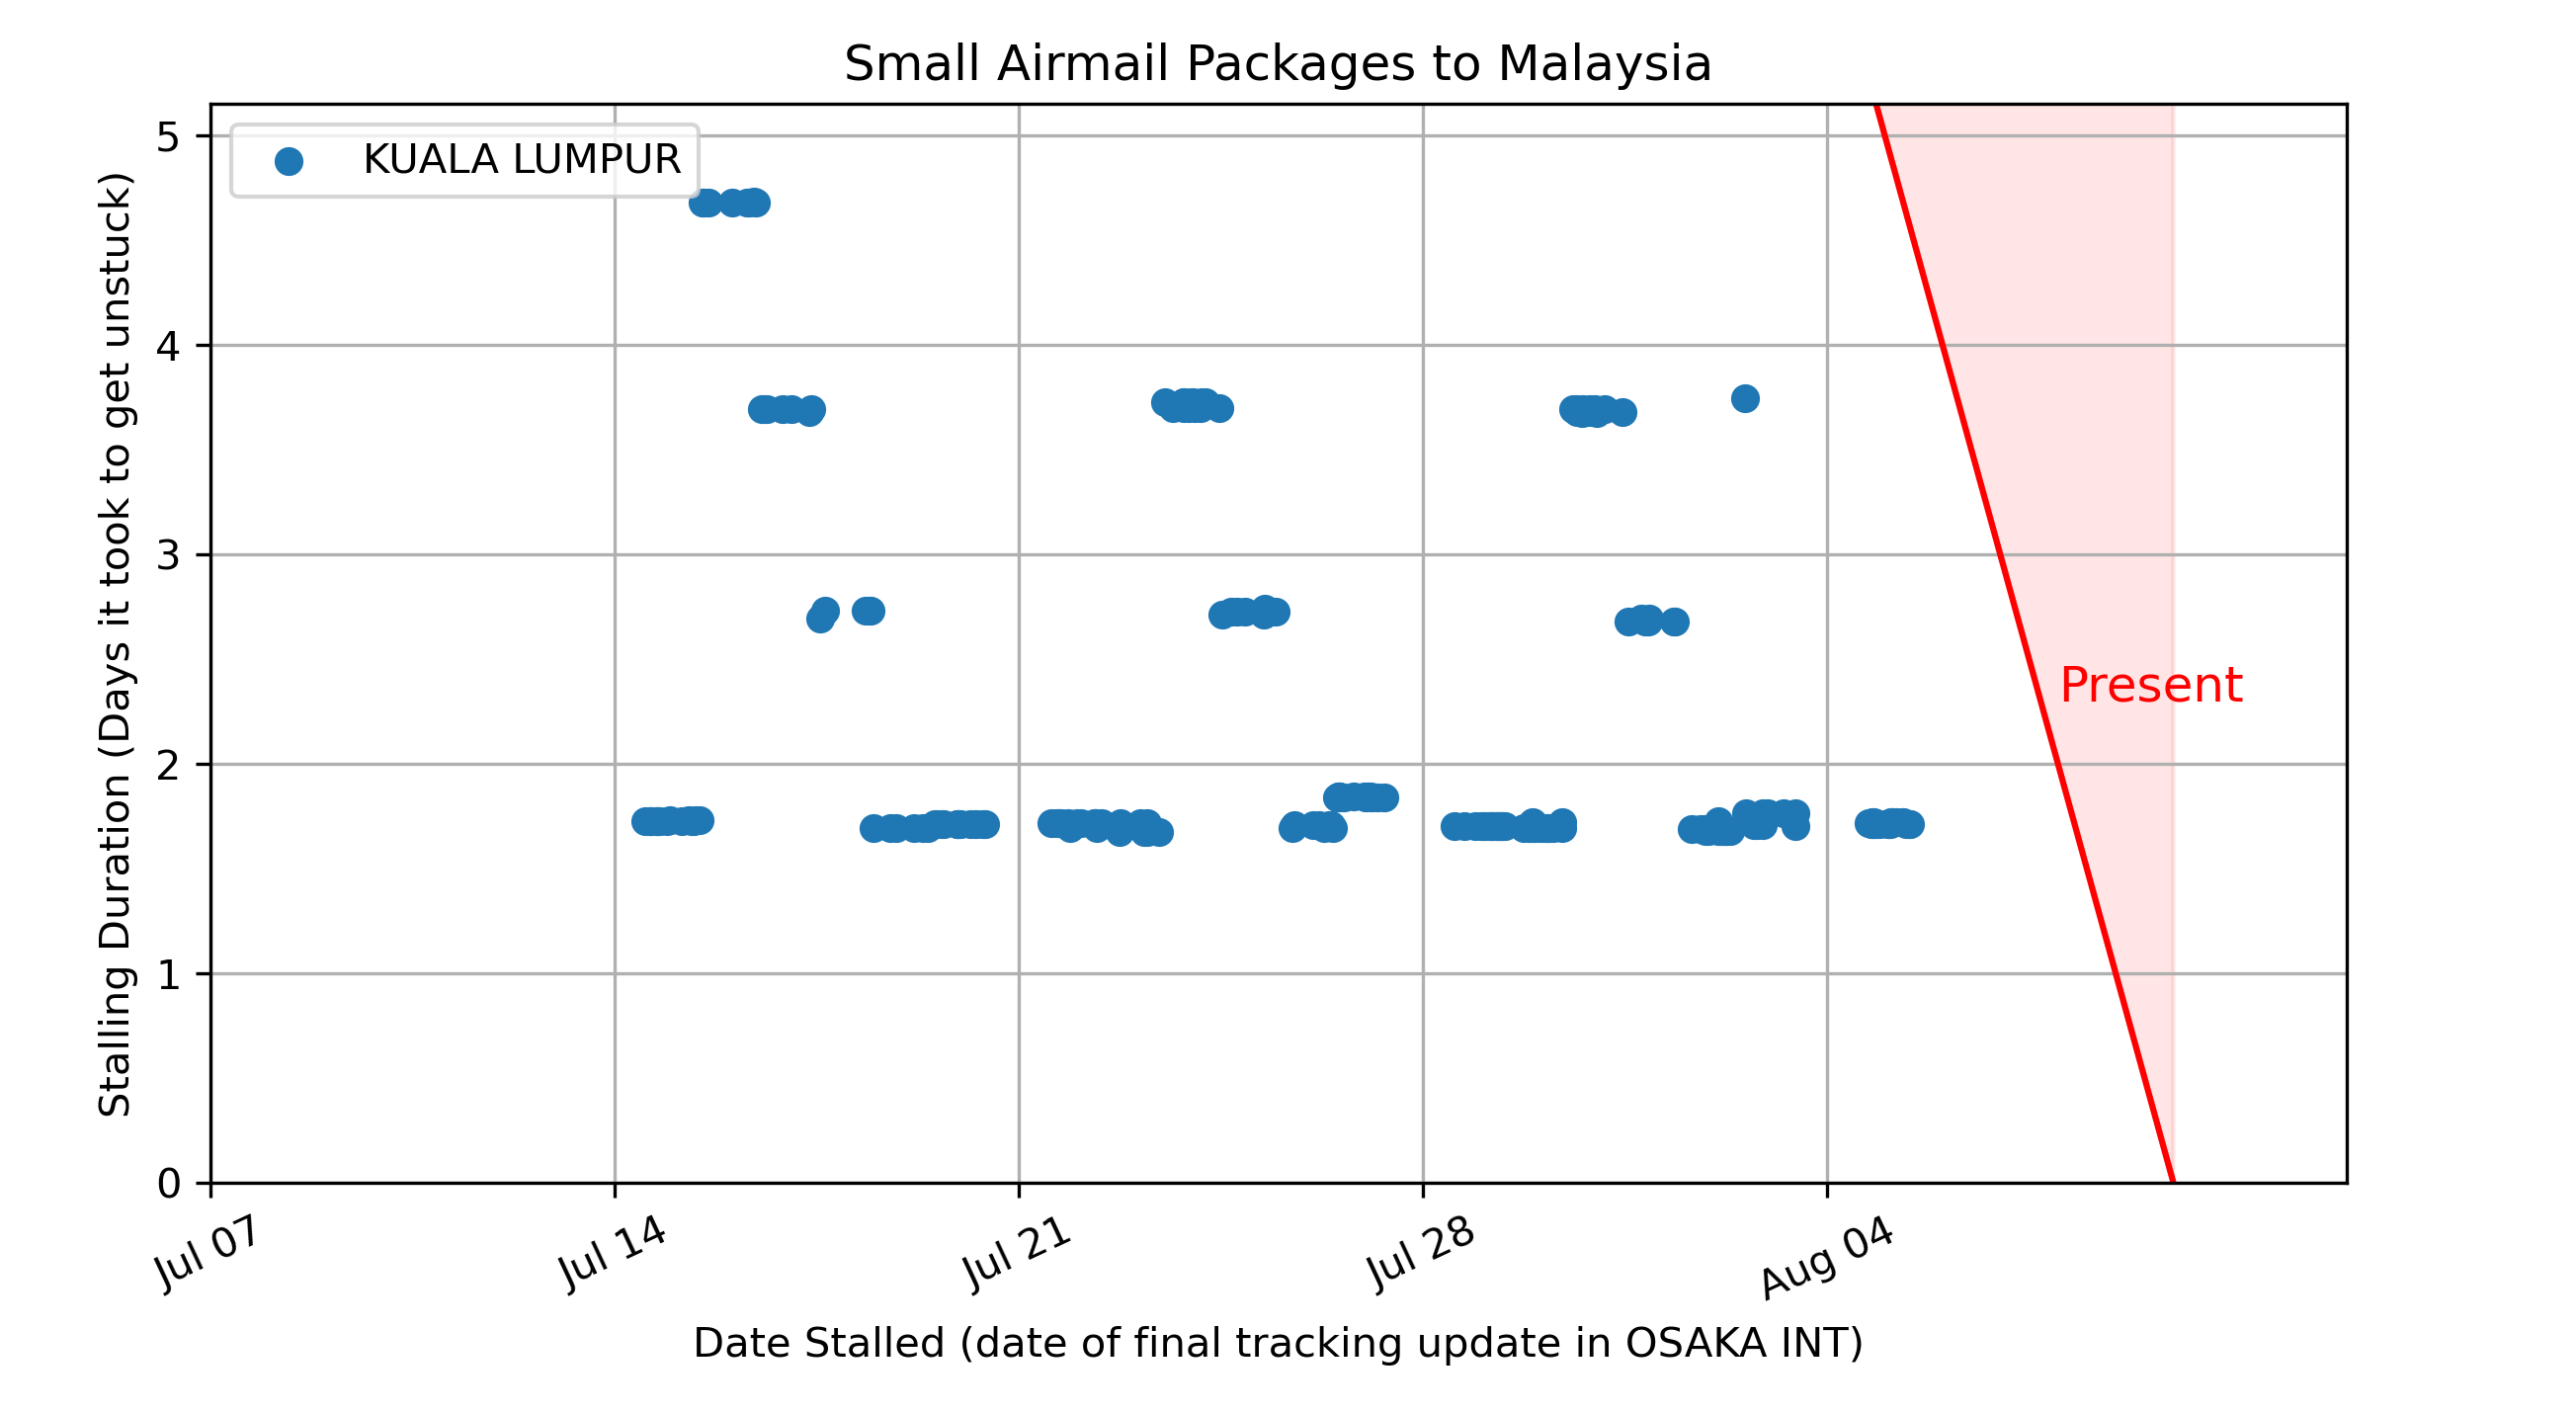 Small Airmail Packages to Malaysia
KUALA LUMPUR
Stalling Duration (Days it took to get unstuck)
5
4
3
2
1
0
Present
Jul 07
Jul 14
Jul 21
Jul 28
Aug 04
Date Stalled (date of final tracking update in OSAKA INT)